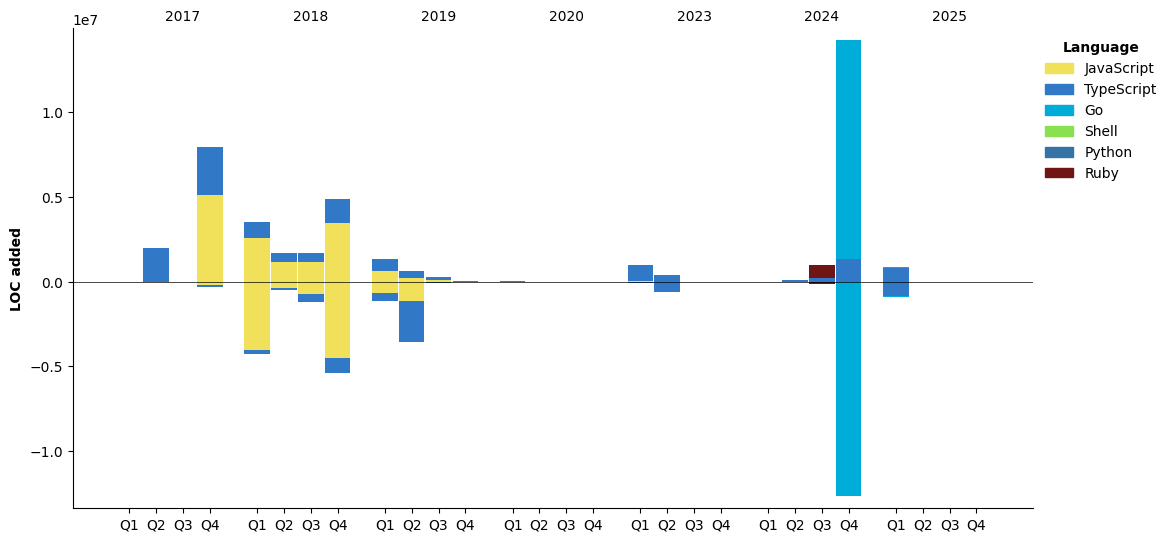 1e7
2017 2018 2019 2020 2023 2024 2025
Language
JavaScript
TypeScript
Go
Shell
Python
Ruby
LOC added
1.0
0.5
0.0
−0.5
−1.0
Q1 Q2 Q3 Q4 Q1 Q2 Q3 Q4 Q1 Q2 Q3 Q4 Q1 Q2 Q3 Q4 Q1 Q2 Q3 Q4 Q1 Q2 Q3 Q4 Q1 Q2 Q3 Q4